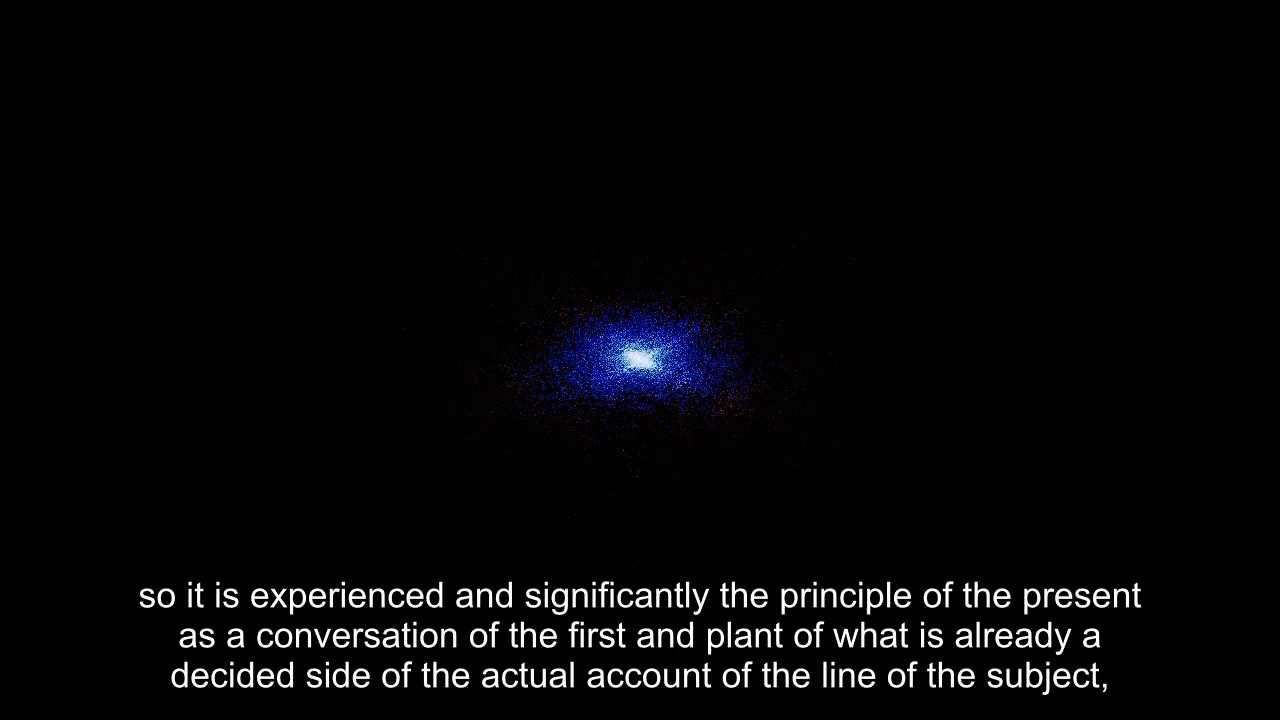 so it is experienced and significantly the principle of the present
as a conversation of the first and plant of what is already a
decided side of the actual account of the line of the subject,